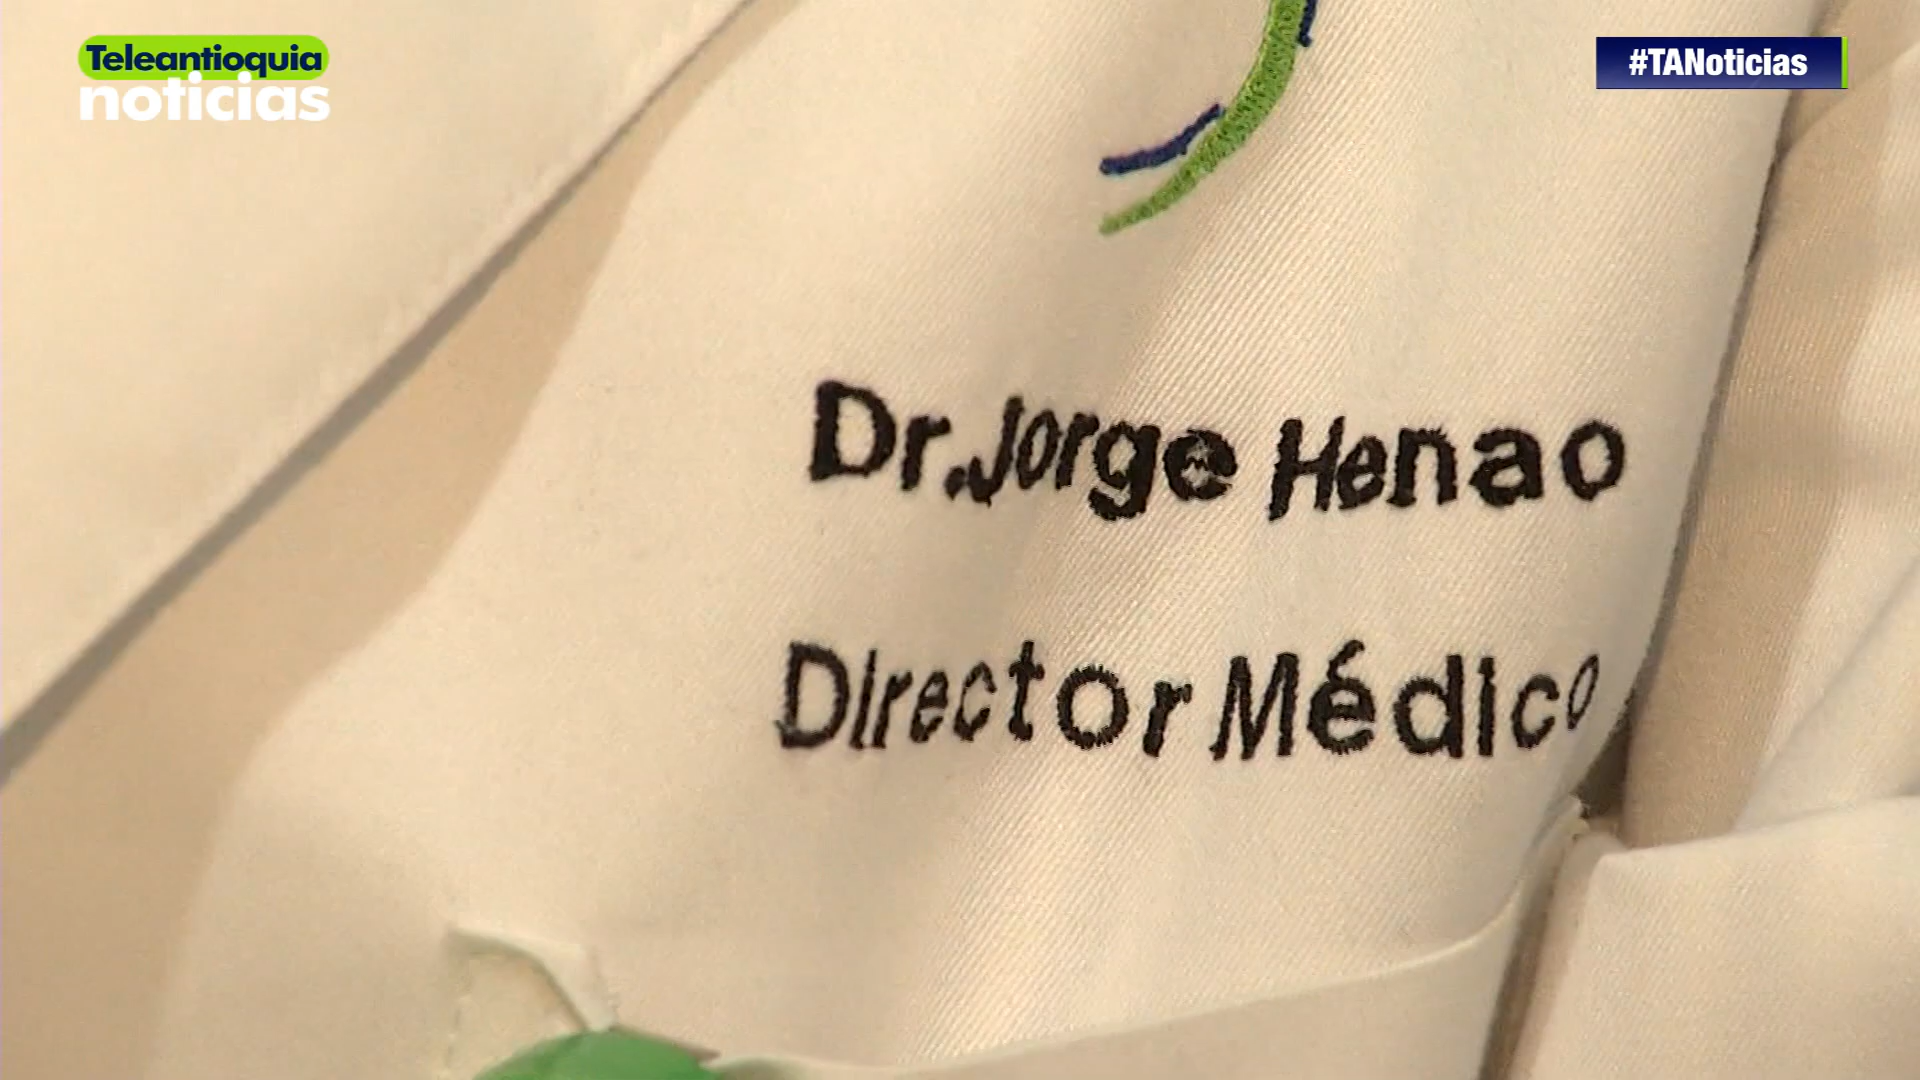 Teleantioquia
noticias
#TANoticias
Dr. Jorge Henao
Director Médico